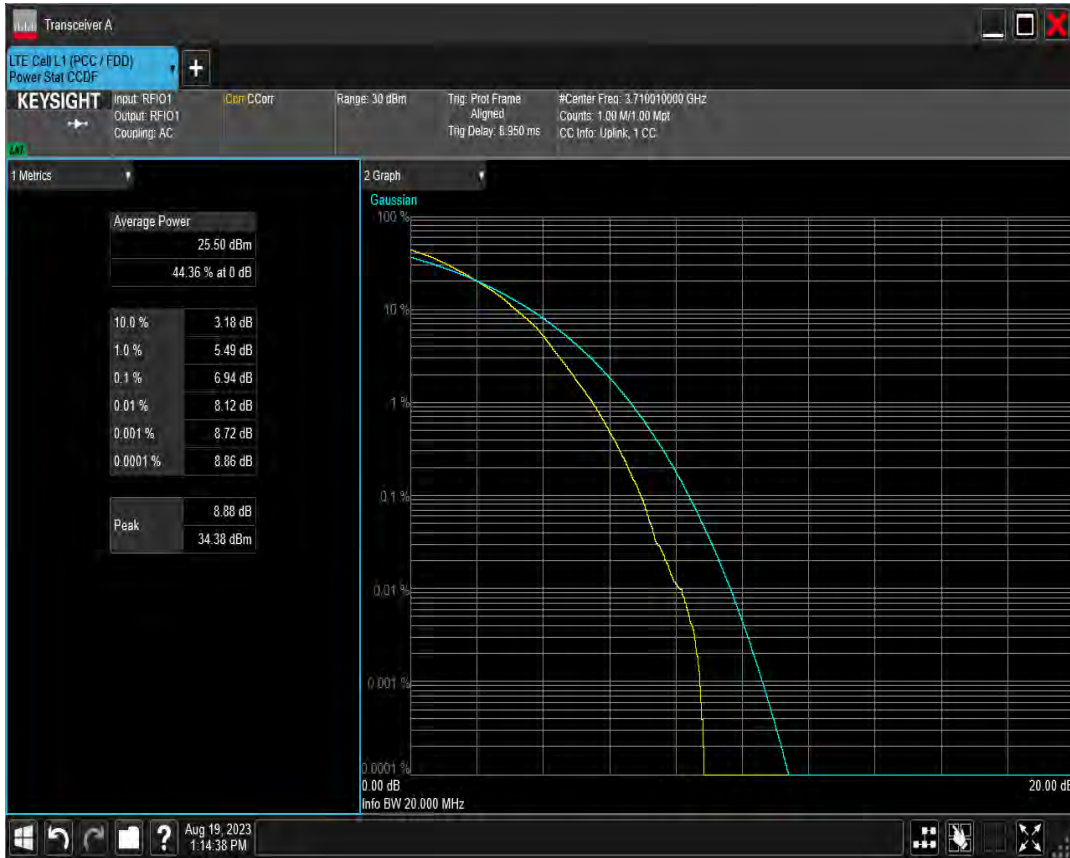 Transceiver A
LTE Cell L1 (PCC / FDD)
Power Stat CCDF
+
KEYSIGHT
Input: RFIO1
Output: RFIO1
Coupling: AC
Corr CCorr
Range: 30 dBm
Trig: Prot Frame
Aligned
Trig Delay: 8.950 ms
#Center Freq: 3.710010000 GHz
Counts: 1.00 M/1.00 Mpt
CC Info: Uplink, 1 CC
1 Metrics
Average Power
25.50 dBm
44.36 % at 0 dB
10.0 % 3.18 dB
1.0 % 5.49 dB
0.1 % 6.94 dB
0.01 % 8.12 dB
0.001 % 8.72 dB
0.0001 % 8.86 dB
Peak
8.88 dB
34.38 dBm
2 Graph
Gaussian
100 %
10 %
1 %
0.1 %
0.01 %
0.001 %
0.0001 %
0.00 dB
20.00 dB
Info BW 20.000 MHz
?
Aug 19, 2023
1:14:38 PM